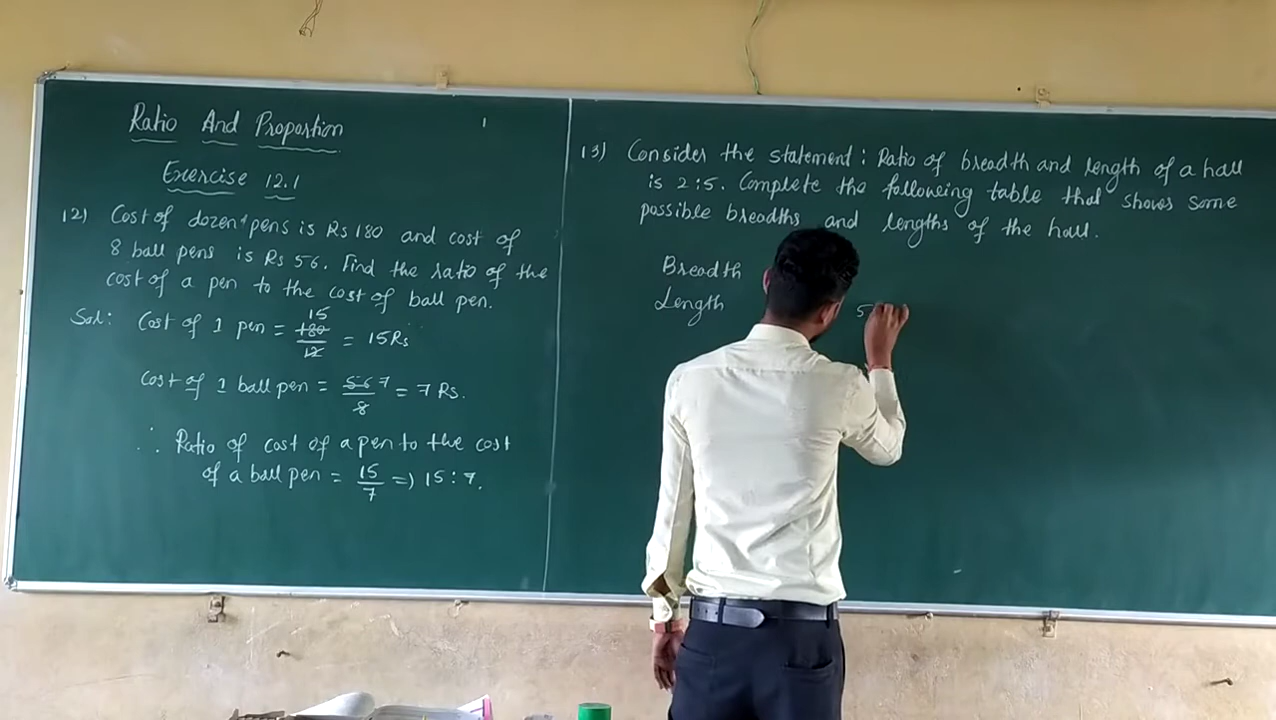 Ratio And Proportion
Exercise 12.1
12) Cost of dozen pens is Rs 180 and cost of
8 ball pens is Rs 56. Find the ratio of the
cost of a pen to the cost of ball pen.
Sol: Cost of 1 pen = 15 180/12 = 15Rs
Cost of 1 ball pen = 56 7/8 = 7 Rs.
∴ Ratio of cost of a pen to the cost
of a ball pen = 15/7 => 15:7.
13) Consider the statement: Ratio of breadth and length of a hall
is 2:5. Complete the following table that shows some
possible breadths and lengths of the hall.
Breadth
Length 5